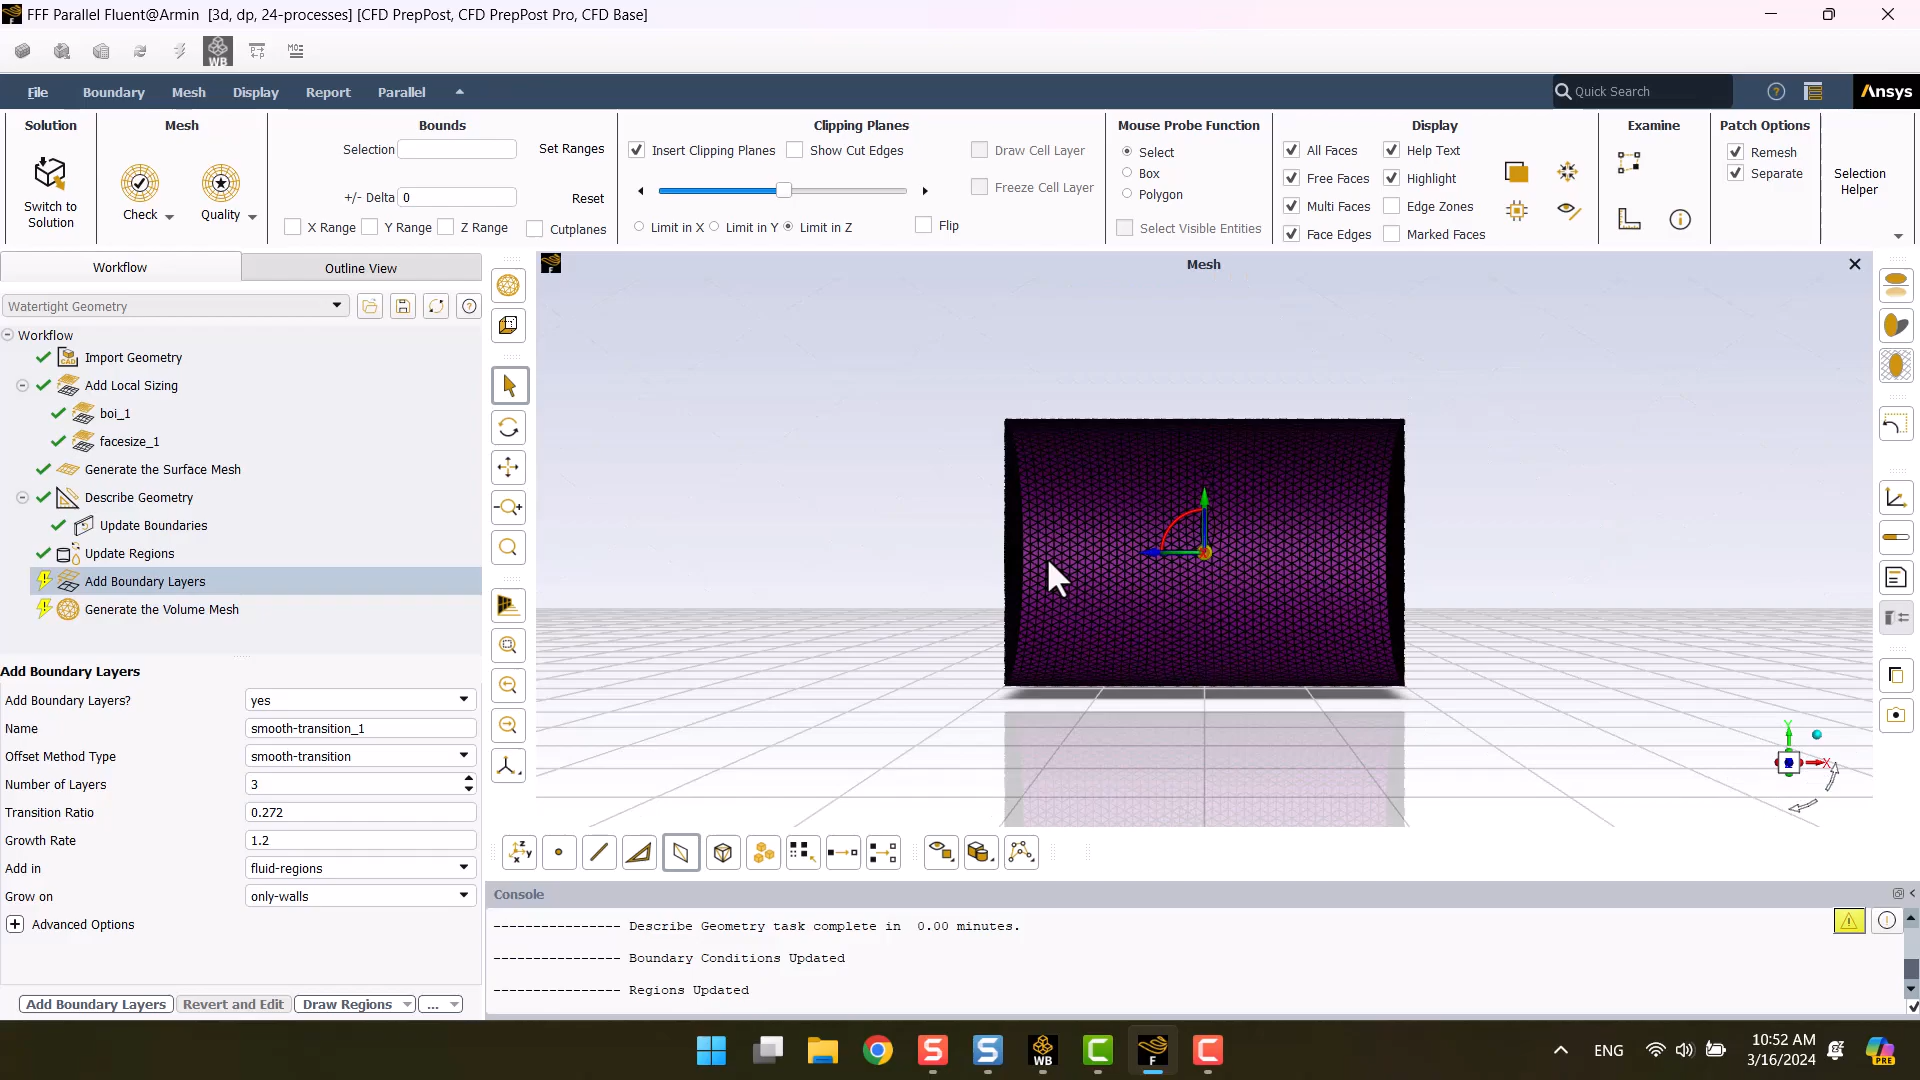 FFF Parallel Fluent@Armin [3d, dp, 24-processes] [CFD PrepPost, CFD PrepPost Pro, CFD Base]
WB
File Boundary Mesh Display Report Parallel Quick Search Ansys
Solution Mesh Bounds Clipping Planes Mouse Probe Function Display Examine Patch Options
Selection Set Ranges Insert Clipping Planes Show Cut Edges Draw Cell Layer Select All Faces Help Text Remesh
Box Free Faces Highlight Separate Selection
Switch to Check Quality +/- Delta 0 Reset Freeze Cell Layer Polygon Multi Faces Edge Zones Helper
Solution X Range Y Range Z Range Cutplanes Limit in X Limit in Y Limit in Z Flip Select Visible Entities Face Edges Marked Faces
Workflow Outline View
Mesh
Watertight Geometry
Workflow
Import Geometry
Add Local Sizing
boi_1
facesize_1
Generate the Surface Mesh
Describe Geometry
Update Boundaries
Update Regions
Add Boundary Layers
Generate the Volume Mesh
Add Boundary Layers
Add Boundary Layers? yes
Name smooth-transition_1
Offset Method Type smooth-transition
Number of Layers 3
Transition Ratio 0.272
Growth Rate 1.2
Add in fluid-regions
Grow on only-walls
Advanced Options
Add Boundary Layers Revert and Edit Draw Regions ...
Y
X
Console
---------------- Describe Geometry task complete in 0.00 minutes.
---------------- Boundary Conditions Updated
---------------- Regions Updated
ENG 10:52 AM
3/16/2024